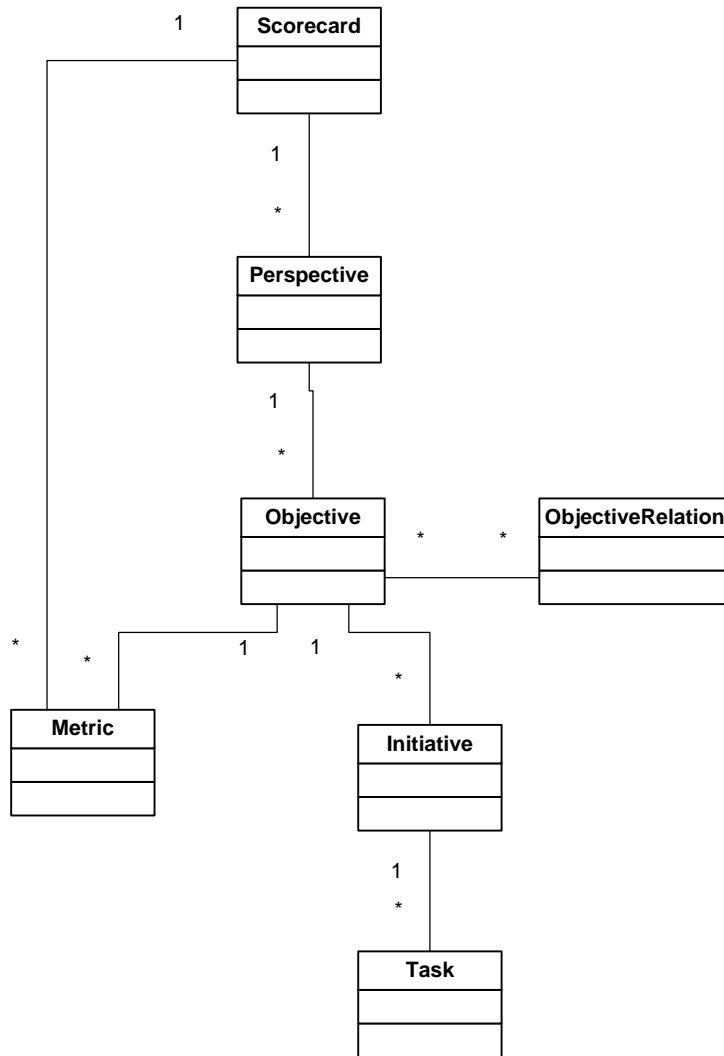 1
Scorecard
1
*
Perspective
1
*
Objective
ObjectiveRelation
*
*
*
*
1
1
*
Metric
Initiative
1
*
Task